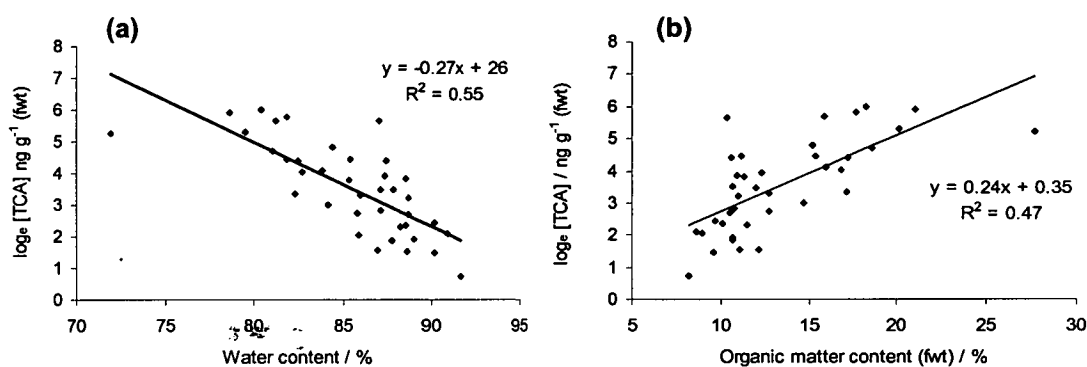 (a)
8
7
6
5
4
3
2
1
0
70 75 80 85 90 95
y = -0.27x + 26
R² = 0.55
logₑ [TCA] ng g⁻¹ (fwt)
Water content / %
(b)
8
7
6
5
4
3
2
1
0
5 10 15 20 25 30
y = 0.24x + 0.35
R² = 0.47
logₑ [TCA] / ng g⁻¹ (fwt)
Organic matter content (fwt) / %